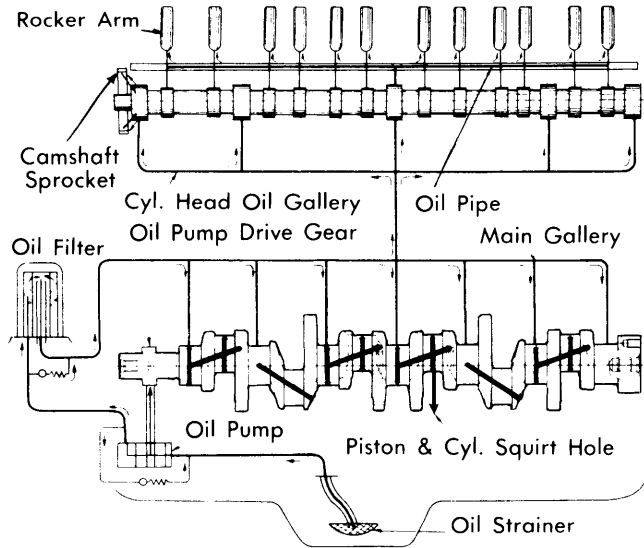 Rocker Arm
Camshaft
Sprocket
Cyl. Head Oil Gallery
Oil Pipe
Oil Pump Drive Gear
Oil Filter
Main Gallery
Oil Pump
Piston & Cyl. Squirt Hole
Oil Strainer